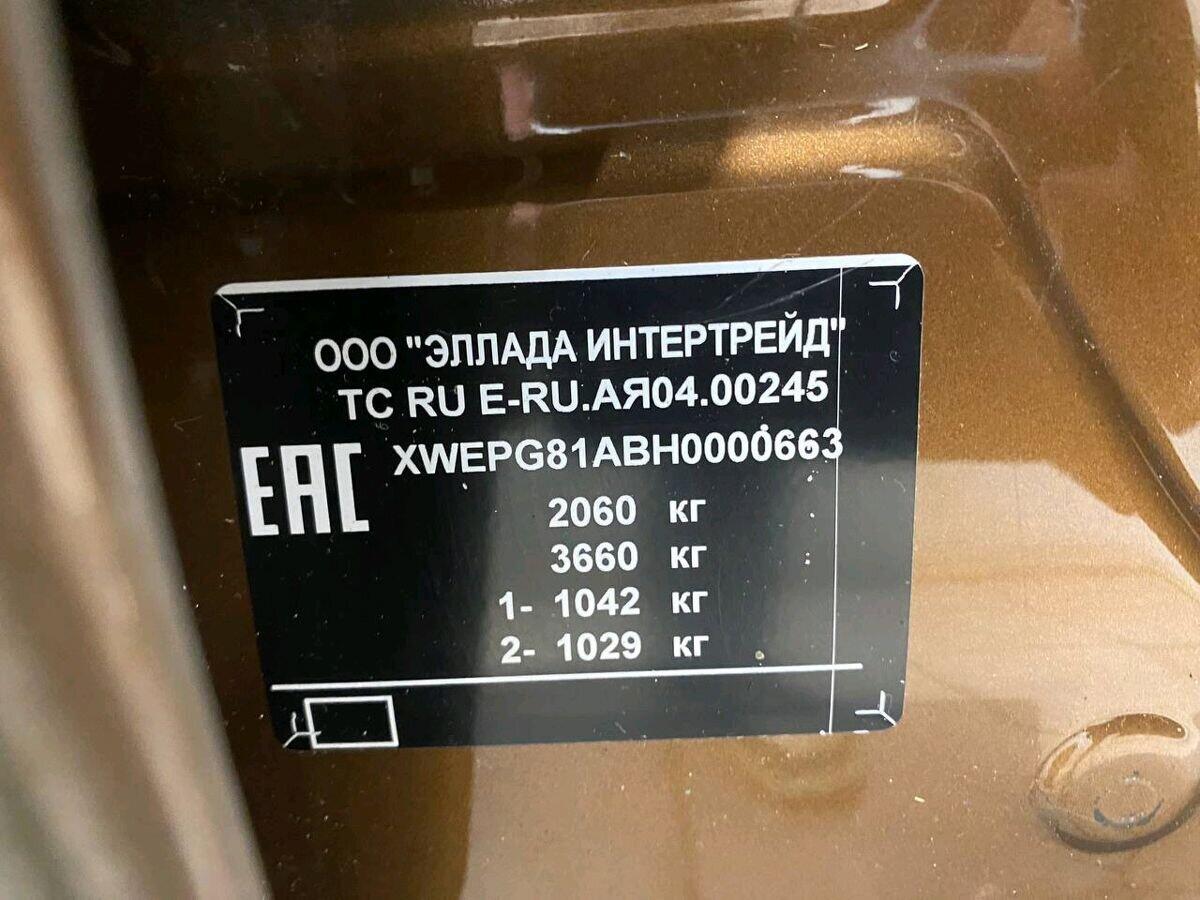 ООО "ЭЛЛАДА ИНТЕРТРЕЙД"
ТС RU E-RU.АЯ04.00245
EAC
XWEPG81ABH0000663
2060 кг
3660 кг
1- 1042 кг
2- 1029 кг